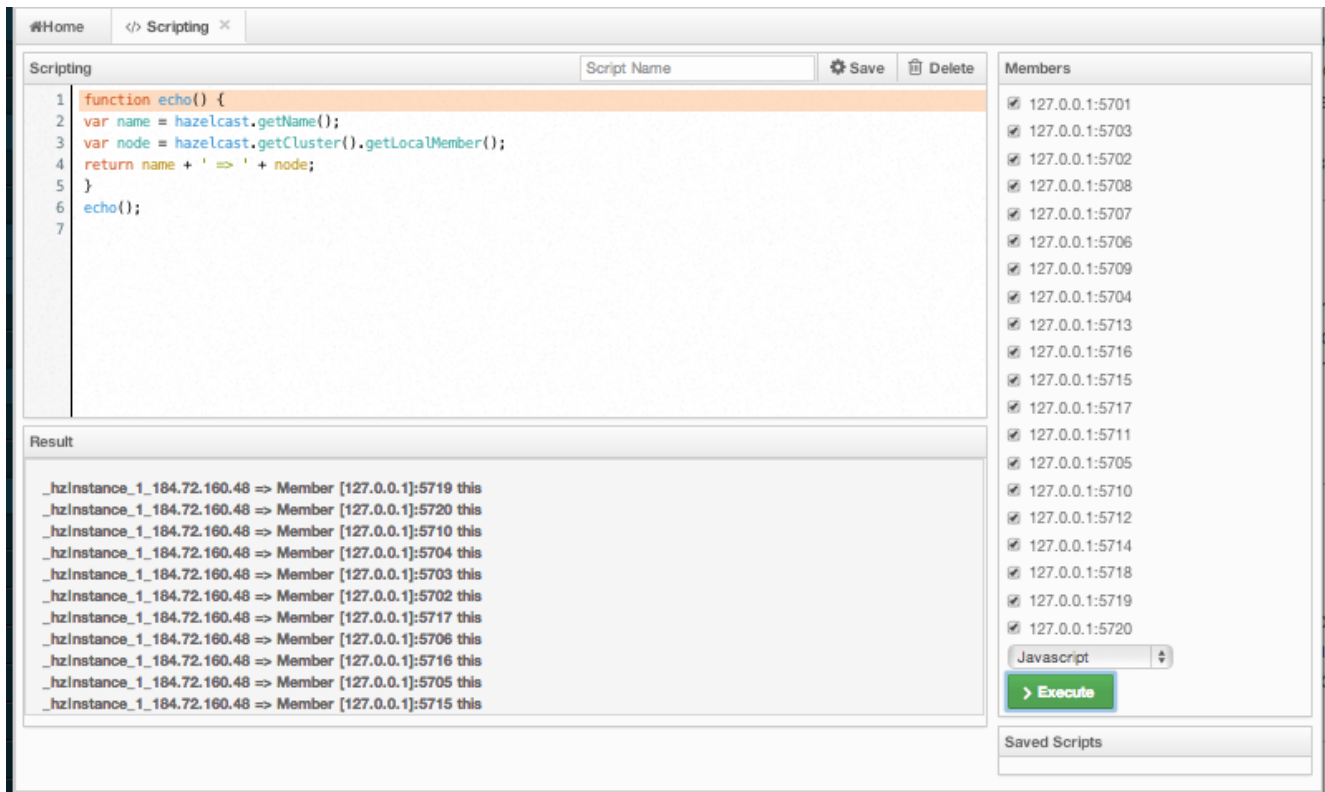 Home </> Scripting ×
Scripting Script Name Save Delete
1 function echo() {
2 var name = hazelcast.getName();
3 var node = hazelcast.getCluster().getLocalMember();
4 return name + ' => ' + node;
5 }
6 echo();
7
Result
_hzInstance_1_184.72.160.48 => Member [127.0.0.1]:5719 this
_hzInstance_1_184.72.160.48 => Member [127.0.0.1]:5720 this
_hzInstance_1_184.72.160.48 => Member [127.0.0.1]:5710 this
_hzInstance_1_184.72.160.48 => Member [127.0.0.1]:5704 this
_hzInstance_1_184.72.160.48 => Member [127.0.0.1]:5703 this
_hzInstance_1_184.72.160.48 => Member [127.0.0.1]:5702 this
_hzInstance_1_184.72.160.48 => Member [127.0.0.1]:5717 this
_hzInstance_1_184.72.160.48 => Member [127.0.0.1]:5706 this
_hzInstance_1_184.72.160.48 => Member [127.0.0.1]:5716 this
_hzInstance_1_184.72.160.48 => Member [127.0.0.1]:5705 this
_hzInstance_1_184.72.160.48 => Member [127.0.0.1]:5715 this
Members
127.0.0.1:5701
127.0.0.1:5703
127.0.0.1:5702
127.0.0.1:5708
127.0.0.1:5707
127.0.0.1:5706
127.0.0.1:5709
127.0.0.1:5704
127.0.0.1:5713
127.0.0.1:5716
127.0.0.1:5715
127.0.0.1:5717
127.0.0.1:5711
127.0.0.1:5705
127.0.0.1:5710
127.0.0.1:5712
127.0.0.1:5714
127.0.0.1:5718
127.0.0.1:5719
127.0.0.1:5720
Javascript
> Execute
Saved Scripts